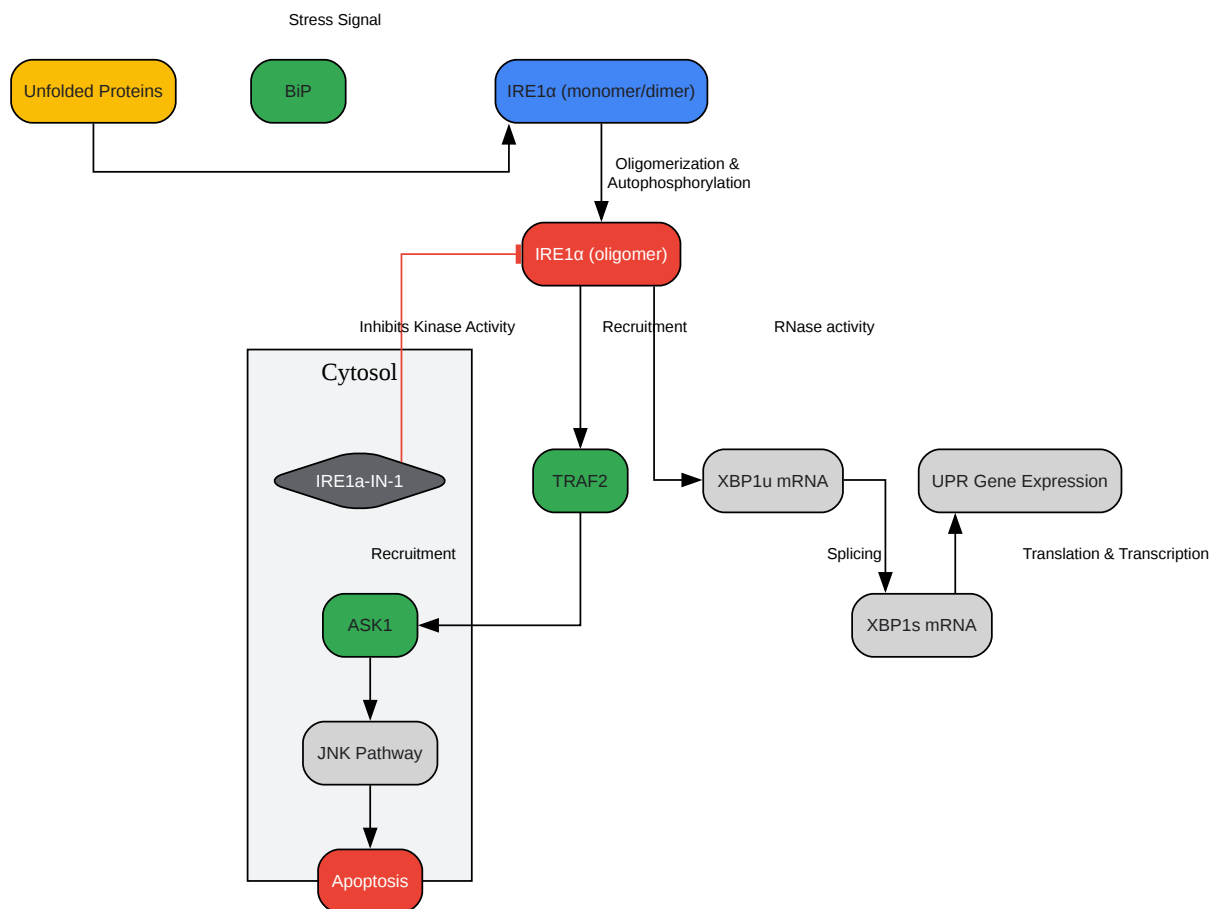 Stress Signal
Unfolded Proteins
BiP
IRE1α (monomer/dimer)
Oligomerization &
Autophosphorylation
IRE1α (oligomer)
Inhibits Kinase Activity
Recruitment
RNase activity
Cytosol
IRE1a-IN-1
TRAF2
XBP1u mRNA
UPR Gene Expression
Recruitment
Splicing
Translation & Transcription
ASK1
XBP1s mRNA
JNK Pathway
Apoptosis